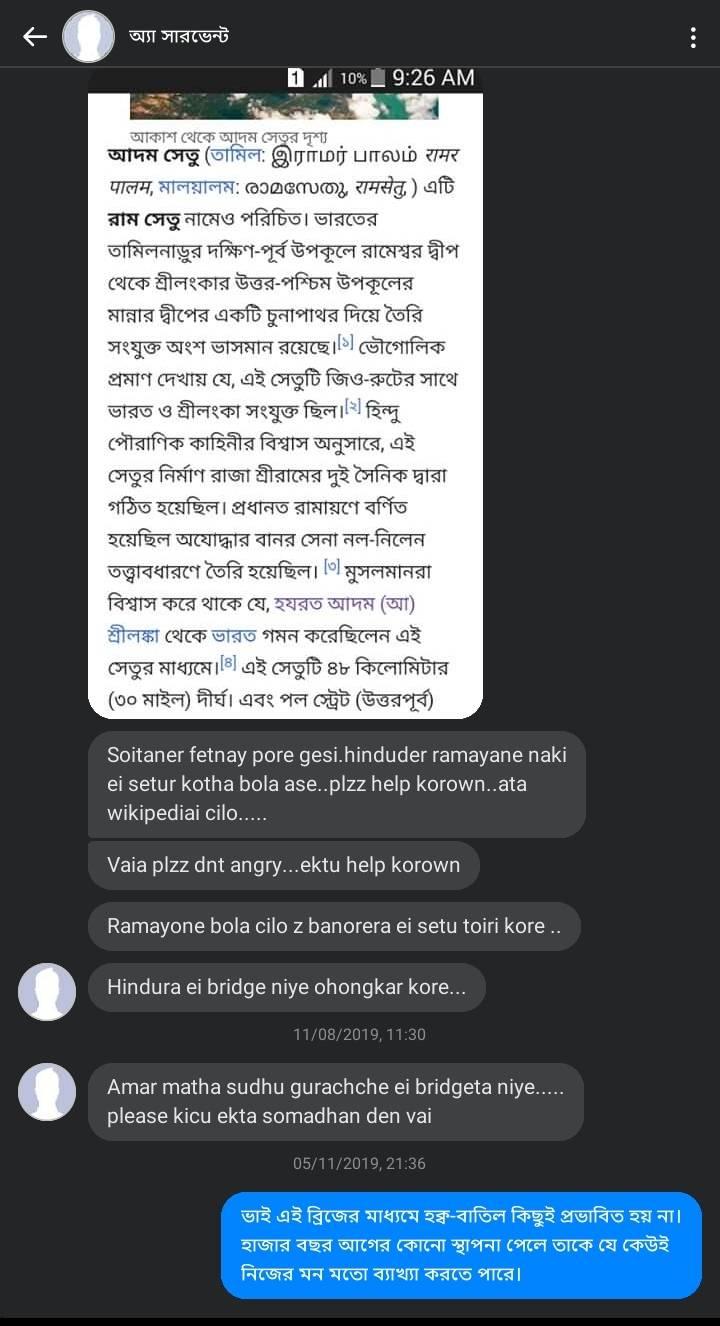 অ্যা সারভেন্ট
1 10% 9:26 AM
আকাশ থেকে আদম সেতুর দৃশ্য
আদম সেতু (তামিল: இராமர் பாலம் रामर
पालम, মালয়ালম: രാമസേതു, रामसेतु, ) এটি
রাম সেতু নামেও পরিচিত। ভারতের
তামিলনাড়ুর দক্ষিণ-পূর্ব উপকূলে রামেশ্বর দ্বীপ
থেকে শ্রীলংকার উত্তর-পশ্চিম উপকূলের
মান্নার দ্বীপের একটি চুনাপাথর দিয়ে তৈরি
সংযুক্ত অংশ ভাসমান রয়েছে।[১] ভৌগোলিক
প্রমাণ দেখায় যে, এই সেতুটি জিও-রুটের সাথে
ভারত ও শ্রীলংকা সংযুক্ত ছিল।[২] হিন্দু
পৌরাণিক কাহিনীর বিশ্বাস অনুসারে, এই
সেতুর নির্মাণ রাজা শ্রীরামের দুই সৈনিক দ্বারা
গঠিত হয়েছিল। প্রধানত রামায়ণে বর্ণিত
হয়েছিল অযোদ্ধার বানর সেনা নল-নিলেন
তত্ত্বাবধারণে তৈরি হয়েছিল। [৩] মুসলমানরা
বিশ্বাস করে থাকে যে, হযরত আদম (আ)
শ্রীলঙ্কা থেকে ভারত গমন করেছিলেন এই
সেতুর মাধ্যমে।[৪] এই সেতুটি ৪৮ কিলোমিটার
(৩০ মাইল) দীর্ঘ। এবং পল স্ট্রেট (উত্তরপূর্ব)
Soitaner fetnay pore gesi.hinduder ramayane naki
ei setur kotha bola ase..plzz help korown..ata
wikipediai cilo.....
Vaia plzz dnt angry...ektu help korown
Ramayone bola cilo z banorera ei setu toiri kore ..
Hindura ei bridge niye ohongkar kore...
11/08/2019, 11:30
Amar matha sudhu gurachche ei bridgeta niye.....
please kicu ekta somadhan den vai
05/11/2019, 21:36
ভাই এই ব্রিজের মাধ্যমে হক্ব-বাতিল কিছুই প্রভাবিত হয় না।
হাজার বছর আগের কোনো স্থাপনা পেলে তাকে যে কেউই
নিজের মন মতো ব্যাখ্যা করতে পারে।